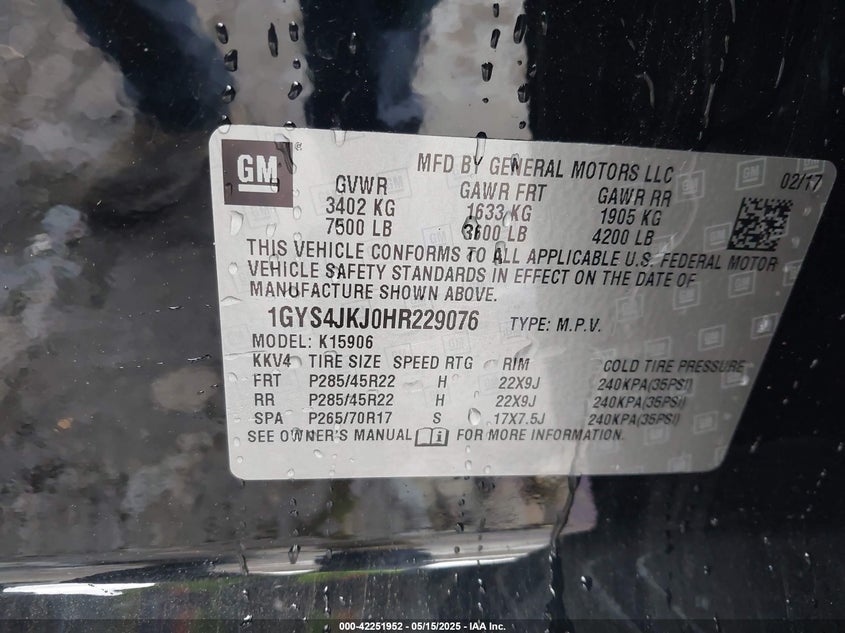 GM
MFD BY GENERAL MOTORS LLC
02/17
GVWR GAWR FRT GAWR RR
3402 KG 1633 KG 1905 KG
7500 LB 3600 LB 4200 LB
THIS VEHICLE CONFORMS TO ALL APPLICABLE U.S. FEDERAL MOTOR
VEHICLE SAFETY STANDARDS IN EFFECT ON THE DATE OF
MANUFACTURE SHOWN ABOVE.
1GYS4JKJ0HR229076 TYPE: M.P.V.
MODEL: K15906
KKV4 TIRE SIZE SPEED RTG RIM COLD TIRE PRESSURE
FRT P285/45R22 H 22X9J 240KPA(35PSI)
RR P285/45R22 H 22X9J 240KPA(35PSI)
SPA P265/70R17 S 17X7.5J 240KPA(35PSI)
SEE OWNER'S MANUAL FOR MORE INFORMATION.
000-42251952 — 05/15/2025 — IAA Inc.